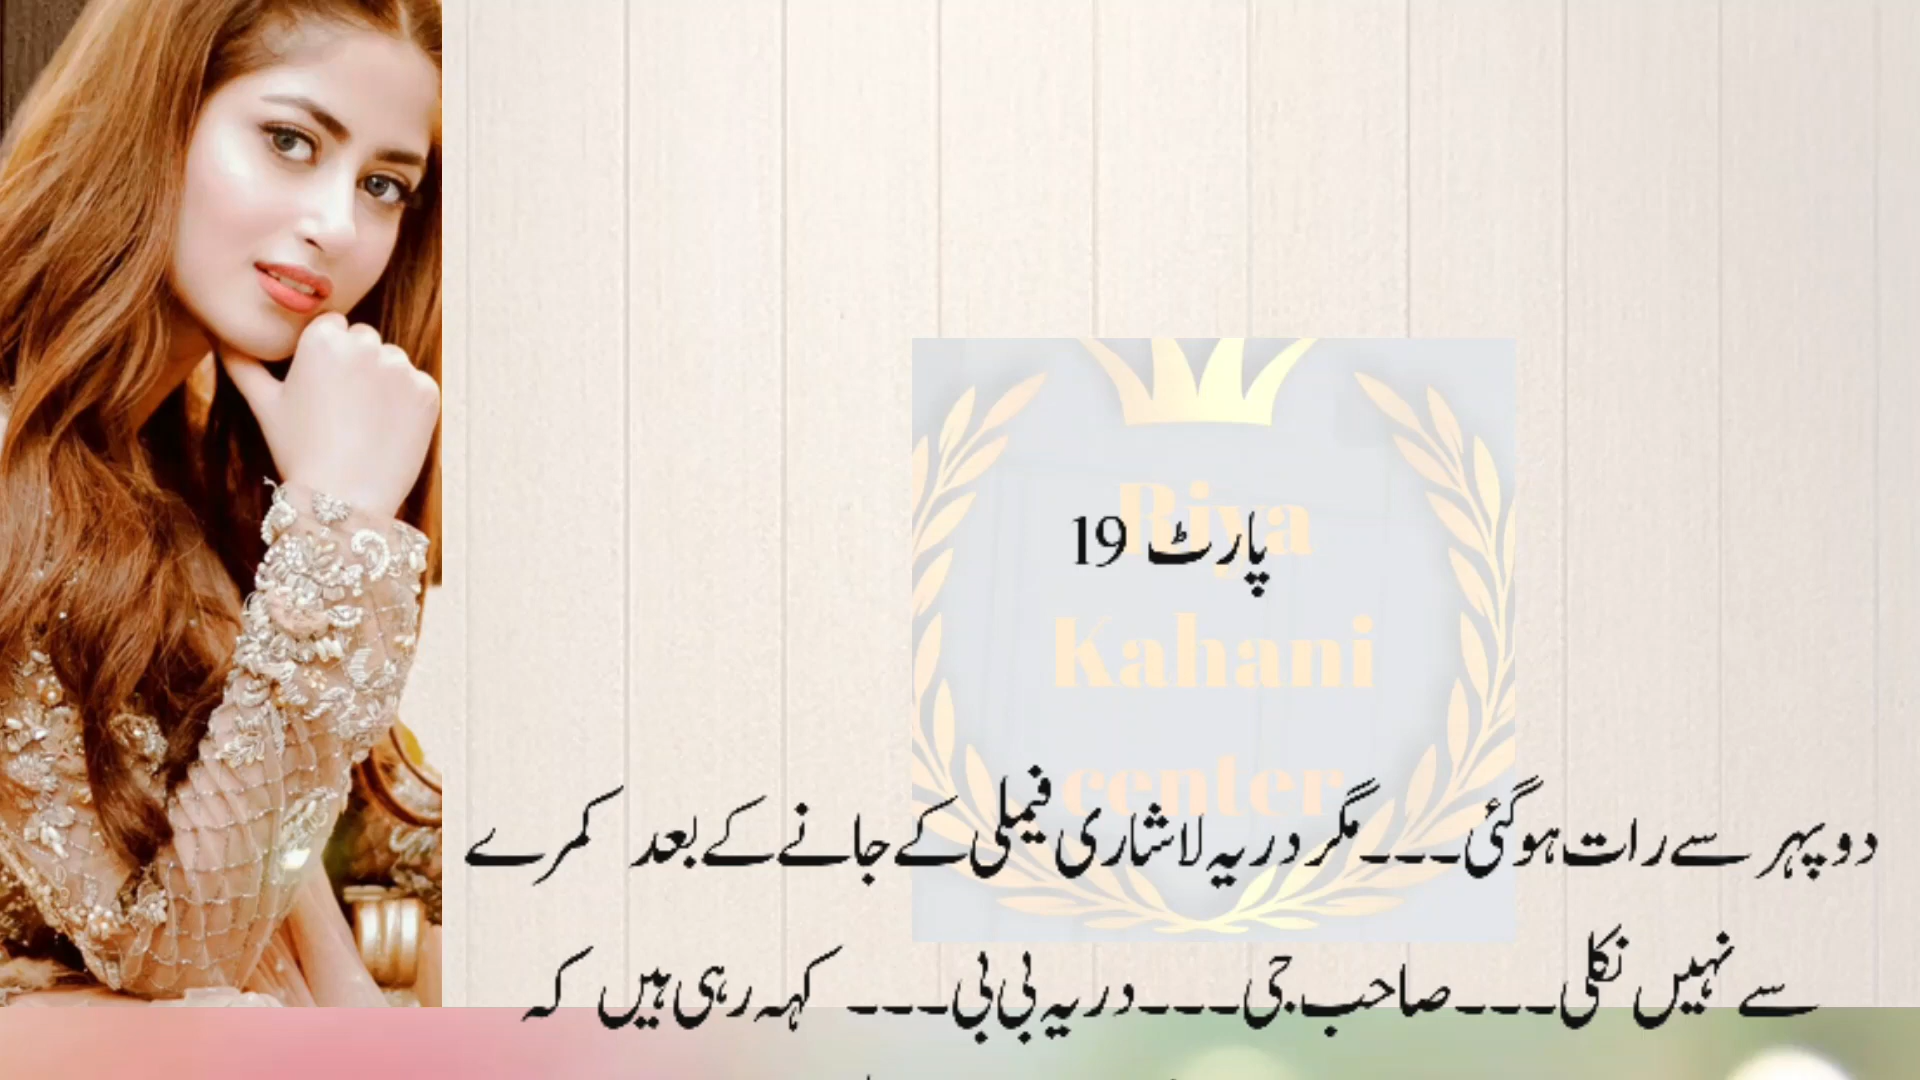 Riya
پارٹ 19
Kahani
center
دوپہر سے رات ہوگئی۔۔۔مگر دریہ لاشاری فیملی کے جانے کے بعد کمرے
سے نہیں نکلی۔۔۔صاحب جی۔۔۔دریہ بی بی۔۔۔ کہہ رہی ہیں کہ